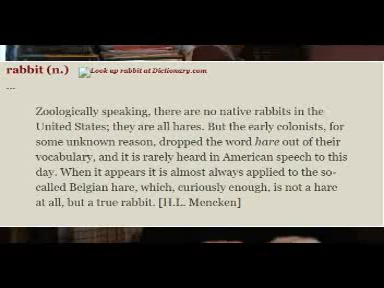 rabbit (n.) Look up rabbit at Dictionary.com
...
Zoologically speaking, there are no native rabbits in the
United States; they are all hares. But the early colonists, for
some unknown reason, dropped the word hare out of their
vocabulary, and it is rarely heard in American speech to this
day. When it appears it is almost always applied to the so-
called Belgian hare, which, curiously enough, is not a hare
at all, but a true rabbit. [H.L. Mencken]